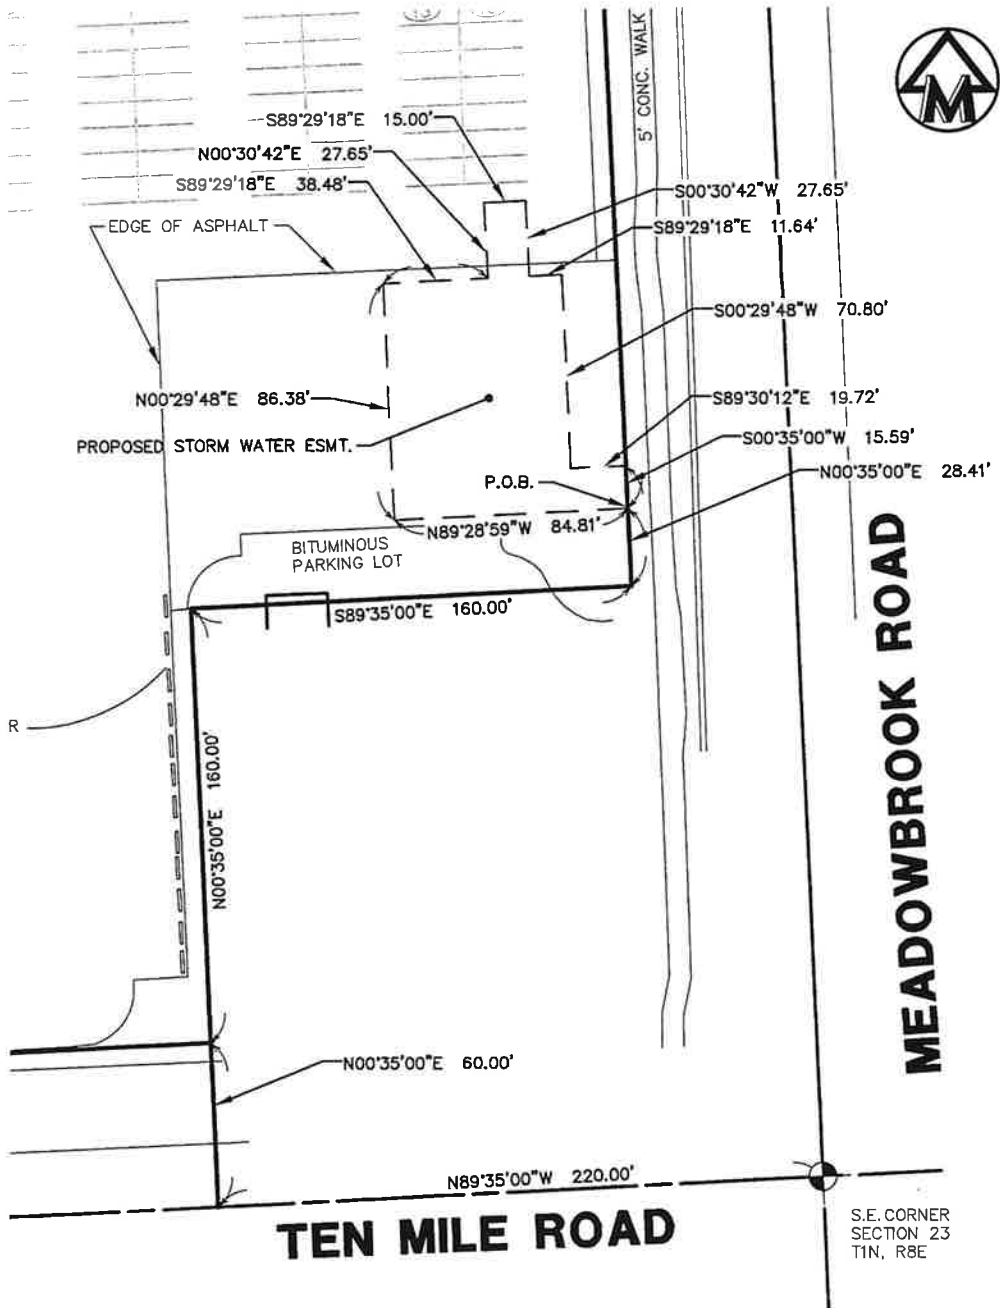 13
13
5' CONC. WALK
M
S89°29'18"E 15.00'
N00°30'42"E 27.65'
S89°29'18"E 38.48'
S00°30'42"W 27.65'
EDGE OF ASPHALT
S89°29'18"E 11.64'
S00°29'48"W 70.80'
N00°29'48"E 86.38'
S89°30'12"E 19.72'
PROPOSED STORM WATER ESMT.
S00°35'00"W 15.59'
N00°35'00"E 28.41'
P.O.B.
N89°28'59"W 84.81'
BITUMINOUS
PARKING LOT
S89°35'00"E 160.00'
R
N00°35'00"E 160.00'
MEADOWBROOK ROAD
N00°35'00"E 60.00'
N89°35'00"W 220.00'
TEN MILE ROAD
S.E. CORNER
SECTION 23
T1N, R8E